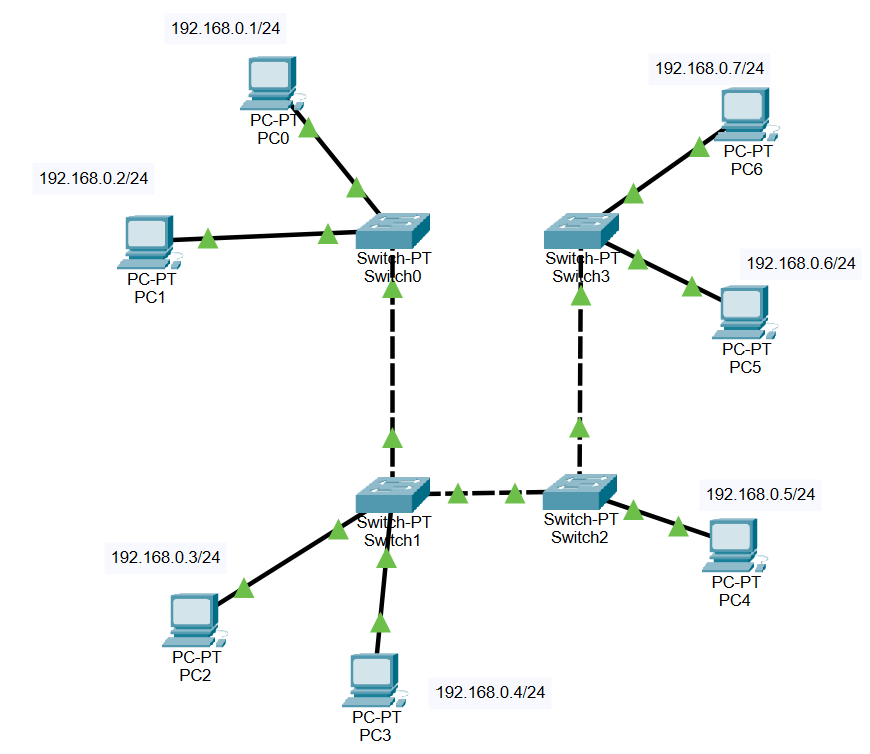 192.168.0.1/24
PC-PT
PC0
192.168.0.2/24
PC-PT
PC1
Switch-PT
Switch0
192.168.0.7/24
PC-PT
PC6
Switch-PT
Switch3
192.168.0.6/24
PC-PT
PC5
Switch-PT
Switch1
Switch-PT
Switch2
192.168.0.5/24
PC-PT
PC4
192.168.0.3/24
PC-PT
PC2
192.168.0.4/24
PC-PT
PC3